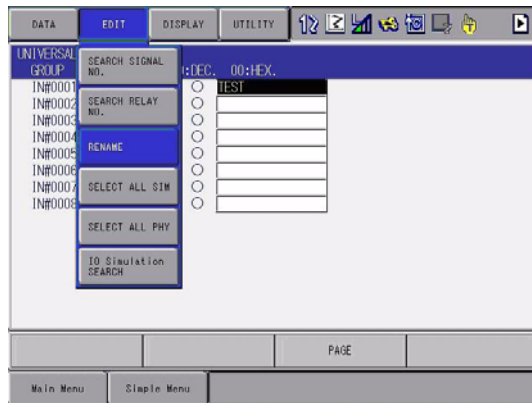 DATA EDIT DISPLAY UTILITY
UNIVERSAL
GROUP :DEC. 00:HEX.
SEARCH SIGNAL
NO.
SEARCH RELAY
NO.
RENAME
SELECT ALL SIM
SELECT ALL PHY
IO Simulation
SEARCH
IN#0001 TEST
IN#0002
IN#0003
IN#0004
IN#0005
IN#0006
IN#0007
IN#0008
PAGE
Main Menu Simple Menu